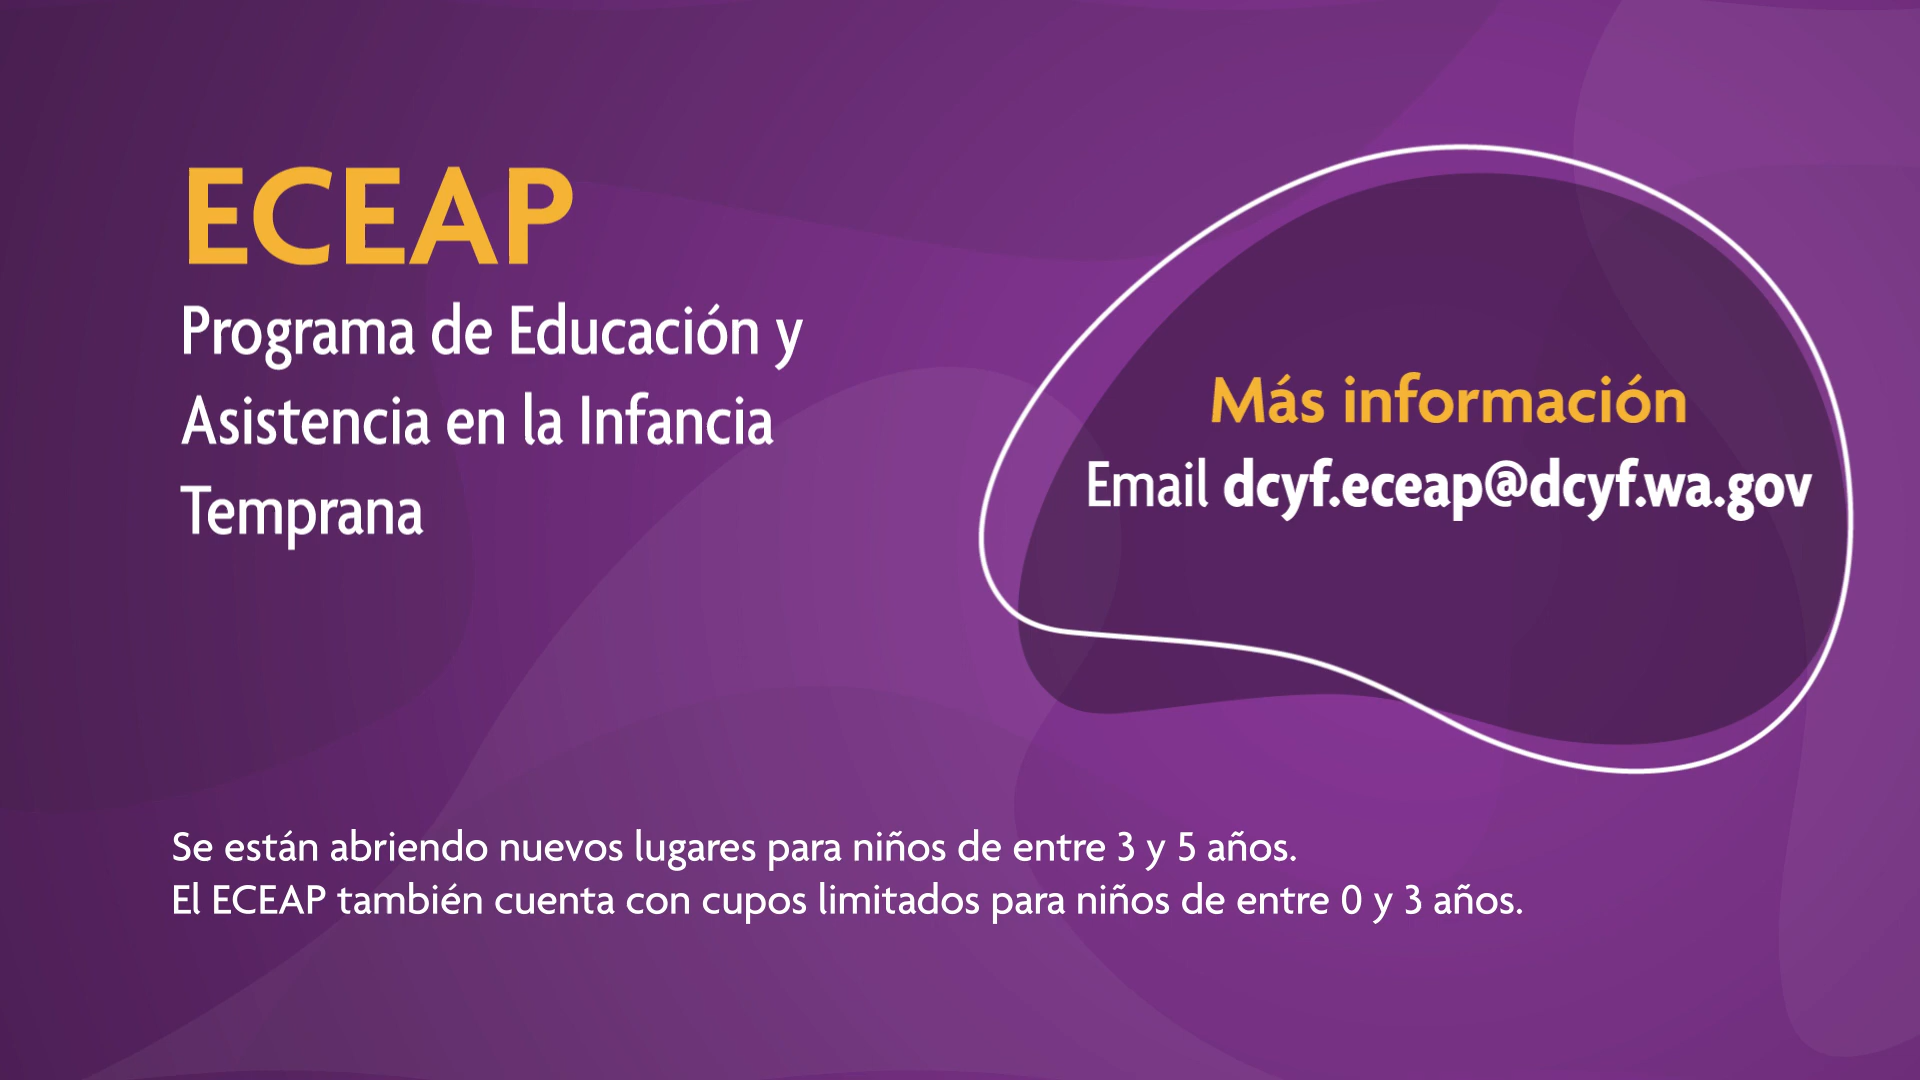 ECEAP
Programa de Educación y
Asistencia en la Infancia
Temprana
Más información
Email dcyf.eceap@dcyf.wa.gov
Se están abriendo nuevos lugares para niños de entre 3 y 5 años.
El ECEAP también cuenta con cupos limitados para niños de entre 0 y 3 años.